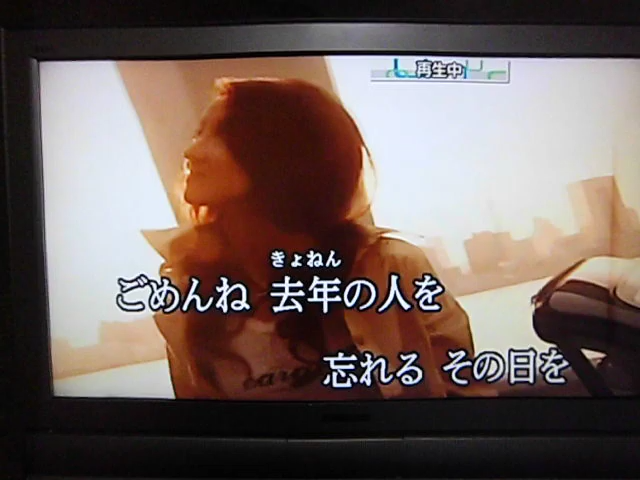 再生中
きょねん
ごめんね 去年の人を
忘れる その日を